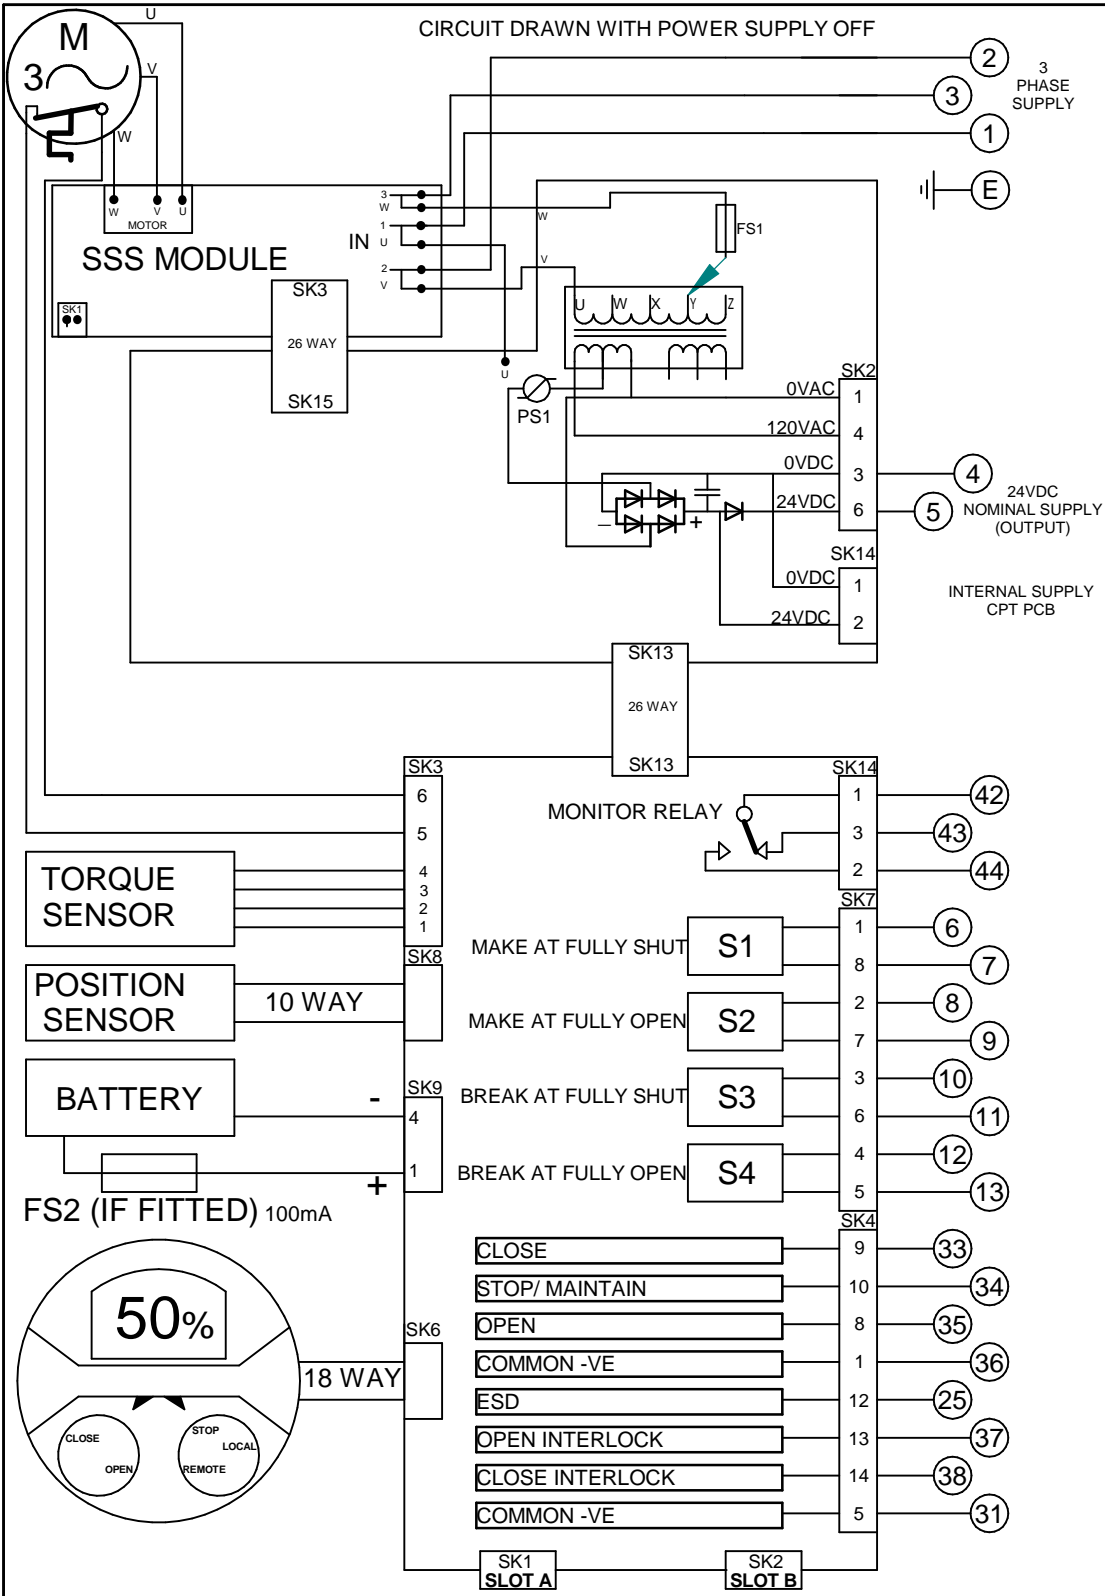 U
CIRCUIT DRAWN WITH POWER SUPPLY OFF
M
3
V
W
2
3
PHASE
SUPPLY
3
1
E
W V U
MOTOR
SSS MODULE
IN
3
W
1
U
2
V
W
V
FS1
SK1
SK3
26 WAY
SK15
U W X Y Z
U
PS1
SK2
0VAC 1
120VAC 4
0VDC 3 4
24VDC 6 5
24VDC
NOMINAL SUPPLY
(OUTPUT)
– +
SK14
0VDC 1
24VDC 2
INTERNAL SUPPLY
CPT PCB
SK13
26 WAY
SK13
SK3
6
5
4
3
2
1
TORQUE
SENSOR
SK8
POSITION
SENSOR
10 WAY
SK9
BATTERY
- 4
+ 1
FS2 (IF FITTED) 100mA
50%
SK6
18 WAY
CLOSE
OPEN
STOP
LOCAL
REMOTE
MONITOR RELAY
SK14
1 42
3 43
2 44
SK7
MAKE AT FULLY SHUT S1
1 6
8 7
MAKE AT FULLY OPEN S2
2 8
7 9
BREAK AT FULLY SHUT S3
3 10
6 11
BREAK AT FULLY OPEN S4
4 12
5 13
SK4
CLOSE 9 33
STOP/ MAINTAIN 10 34
OPEN 8 35
COMMON -VE 1 36
ESD 12 25
OPEN INTERLOCK 13 37
CLOSE INTERLOCK 14 38
COMMON -VE 5 31
SK1
SLOT A
SK2
SLOT B